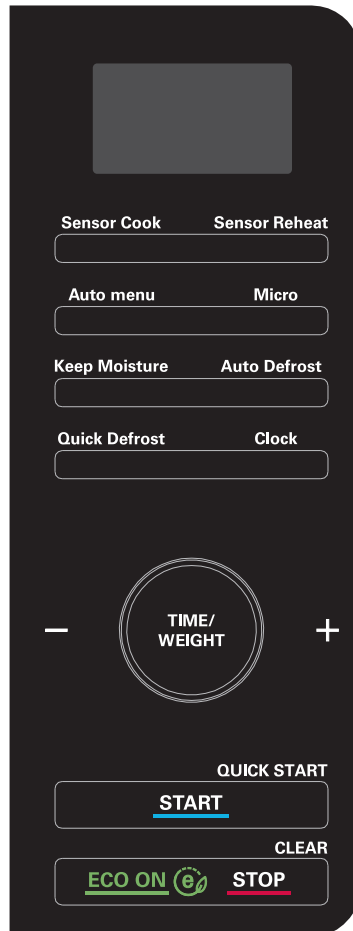 Sensor Cook Sensor Reheat
Auto menu Micro
Keep Moisture Auto Defrost
Quick Defrost Clock
− TIME/ +
WEIGHT
QUICK START
START
CLEAR
ECO ON e STOP